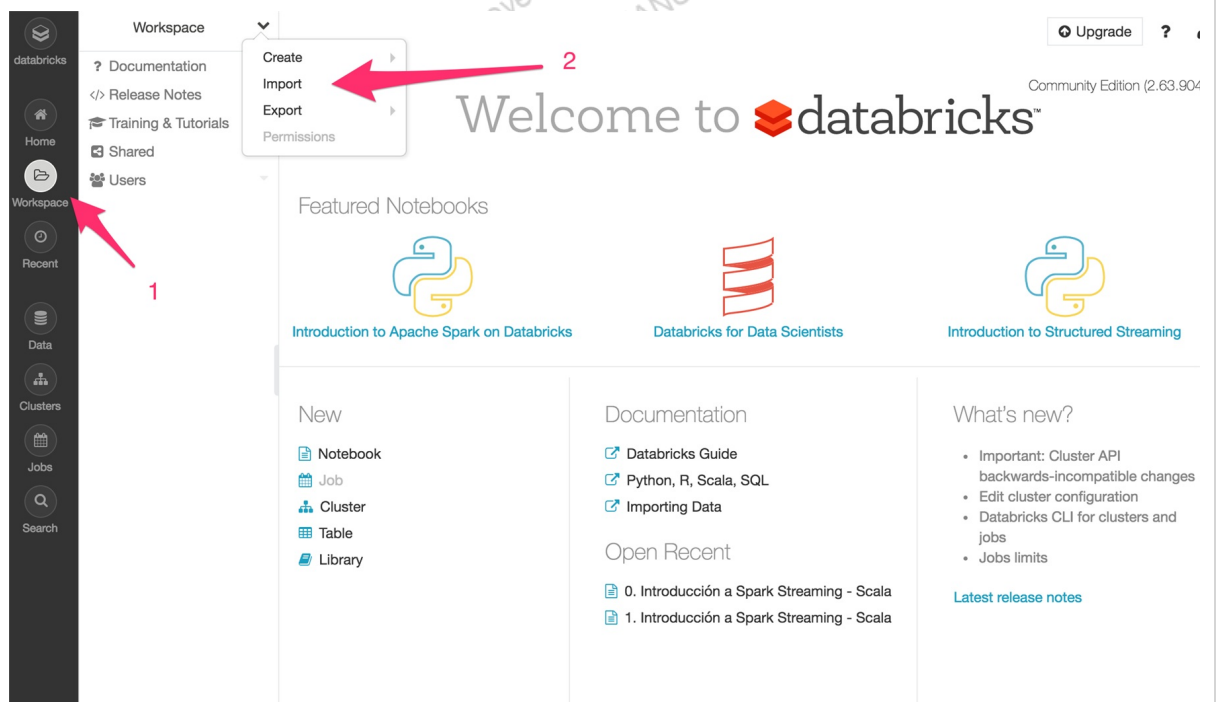 databricks
Home
Workspace
Recent
Data
Clusters
Jobs
Search
1
Workspace
? Documentation
</> Release Notes
Training & Tutorials
Shared
Users
Create
Import
Export
Permissions
2
Upgrade
?
Community Edition (2.63.904
Welcome to databricks™
Featured Notebooks
Introduction to Apache Spark on Databricks
Databricks for Data Scientists
Introduction to Structured Streaming
New
Notebook
Job
Cluster
Table
Library
Documentation
Databricks Guide
Python, R, Scala, SQL
Importing Data
Open Recent
0. Introducción a Spark Streaming - Scala
1. Introducción a Spark Streaming - Scala
What's new?
• Important: Cluster API
backwards-incompatible changes
• Edit cluster configuration
• Databricks CLI for clusters and
jobs
• Jobs limits
Latest release notes